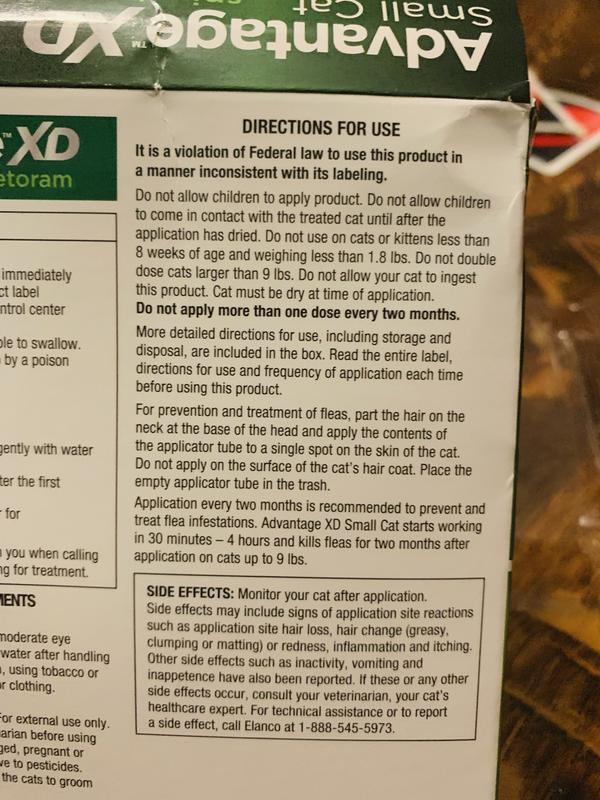 Advantage XD™
Small Cat
™XD
etoram
immediately
ct label
ntrol center
ble to swallow.
by a poison
gently with water
ter the first
for
you when calling
ng for treatment.
MENTS
moderate eye
water after handling
, using tobacco or
or clothing.
For external use only.
arian before using
ged, pregnant or
ve to pesticides.
the cats to groom
DIRECTIONS FOR USE
It is a violation of Federal law to use this product in
a manner inconsistent with its labeling.
Do not allow children to apply product. Do not allow children
to come in contact with the treated cat until after the
application has dried. Do not use on cats or kittens less than
8 weeks of age and weighing less than 1.8 lbs. Do not double
dose cats larger than 9 lbs. Do not allow your cat to ingest
this product. Cat must be dry at time of application.
Do not apply more than one dose every two months.
More detailed directions for use, including storage and
disposal, are included in the box. Read the entire label,
directions for use and frequency of application each time
before using this product.
For prevention and treatment of fleas, part the hair on the
neck at the base of the head and apply the contents of
the applicator tube to a single spot on the skin of the cat.
Do not apply on the surface of the cat's hair coat. Place the
empty applicator tube in the trash.
Application every two months is recommended to prevent and
treat flea infestations. Advantage XD Small Cat starts working
in 30 minutes – 4 hours and kills fleas for two months after
application on cats up to 9 lbs.
SIDE EFFECTS: Monitor your cat after application.
Side effects may include signs of application site reactions
such as application site hair loss, hair change (greasy,
clumping or matting) or redness, inflammation and itching.
Other side effects such as inactivity, vomiting and
inappetence have also been reported. If these or any other
side effects occur, consult your veterinarian, your cat's
healthcare expert. For technical assistance or to report
a side effect, call Elanco at 1-888-545-5973.